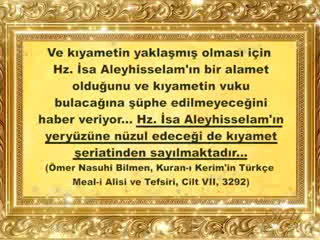 Ve kıyametin yaklaşmış olması için
Hz. İsa Aleyhisselam'ın bir alamet
olduğunu ve kıyametin vuku
bulacağına şüphe edilmeyeceğini
haber veriyor... Hz. İsa Aleyhisselam'ın
yeryüzüne nüzul edeceği de kıyamet
şeriatinden sayılmaktadır...
(Ömer Nasuhi Bilmen, Kuran-ı Kerim'in Türkçe
Meal-i Alisi ve Tefsiri, Cilt VII, 3292)